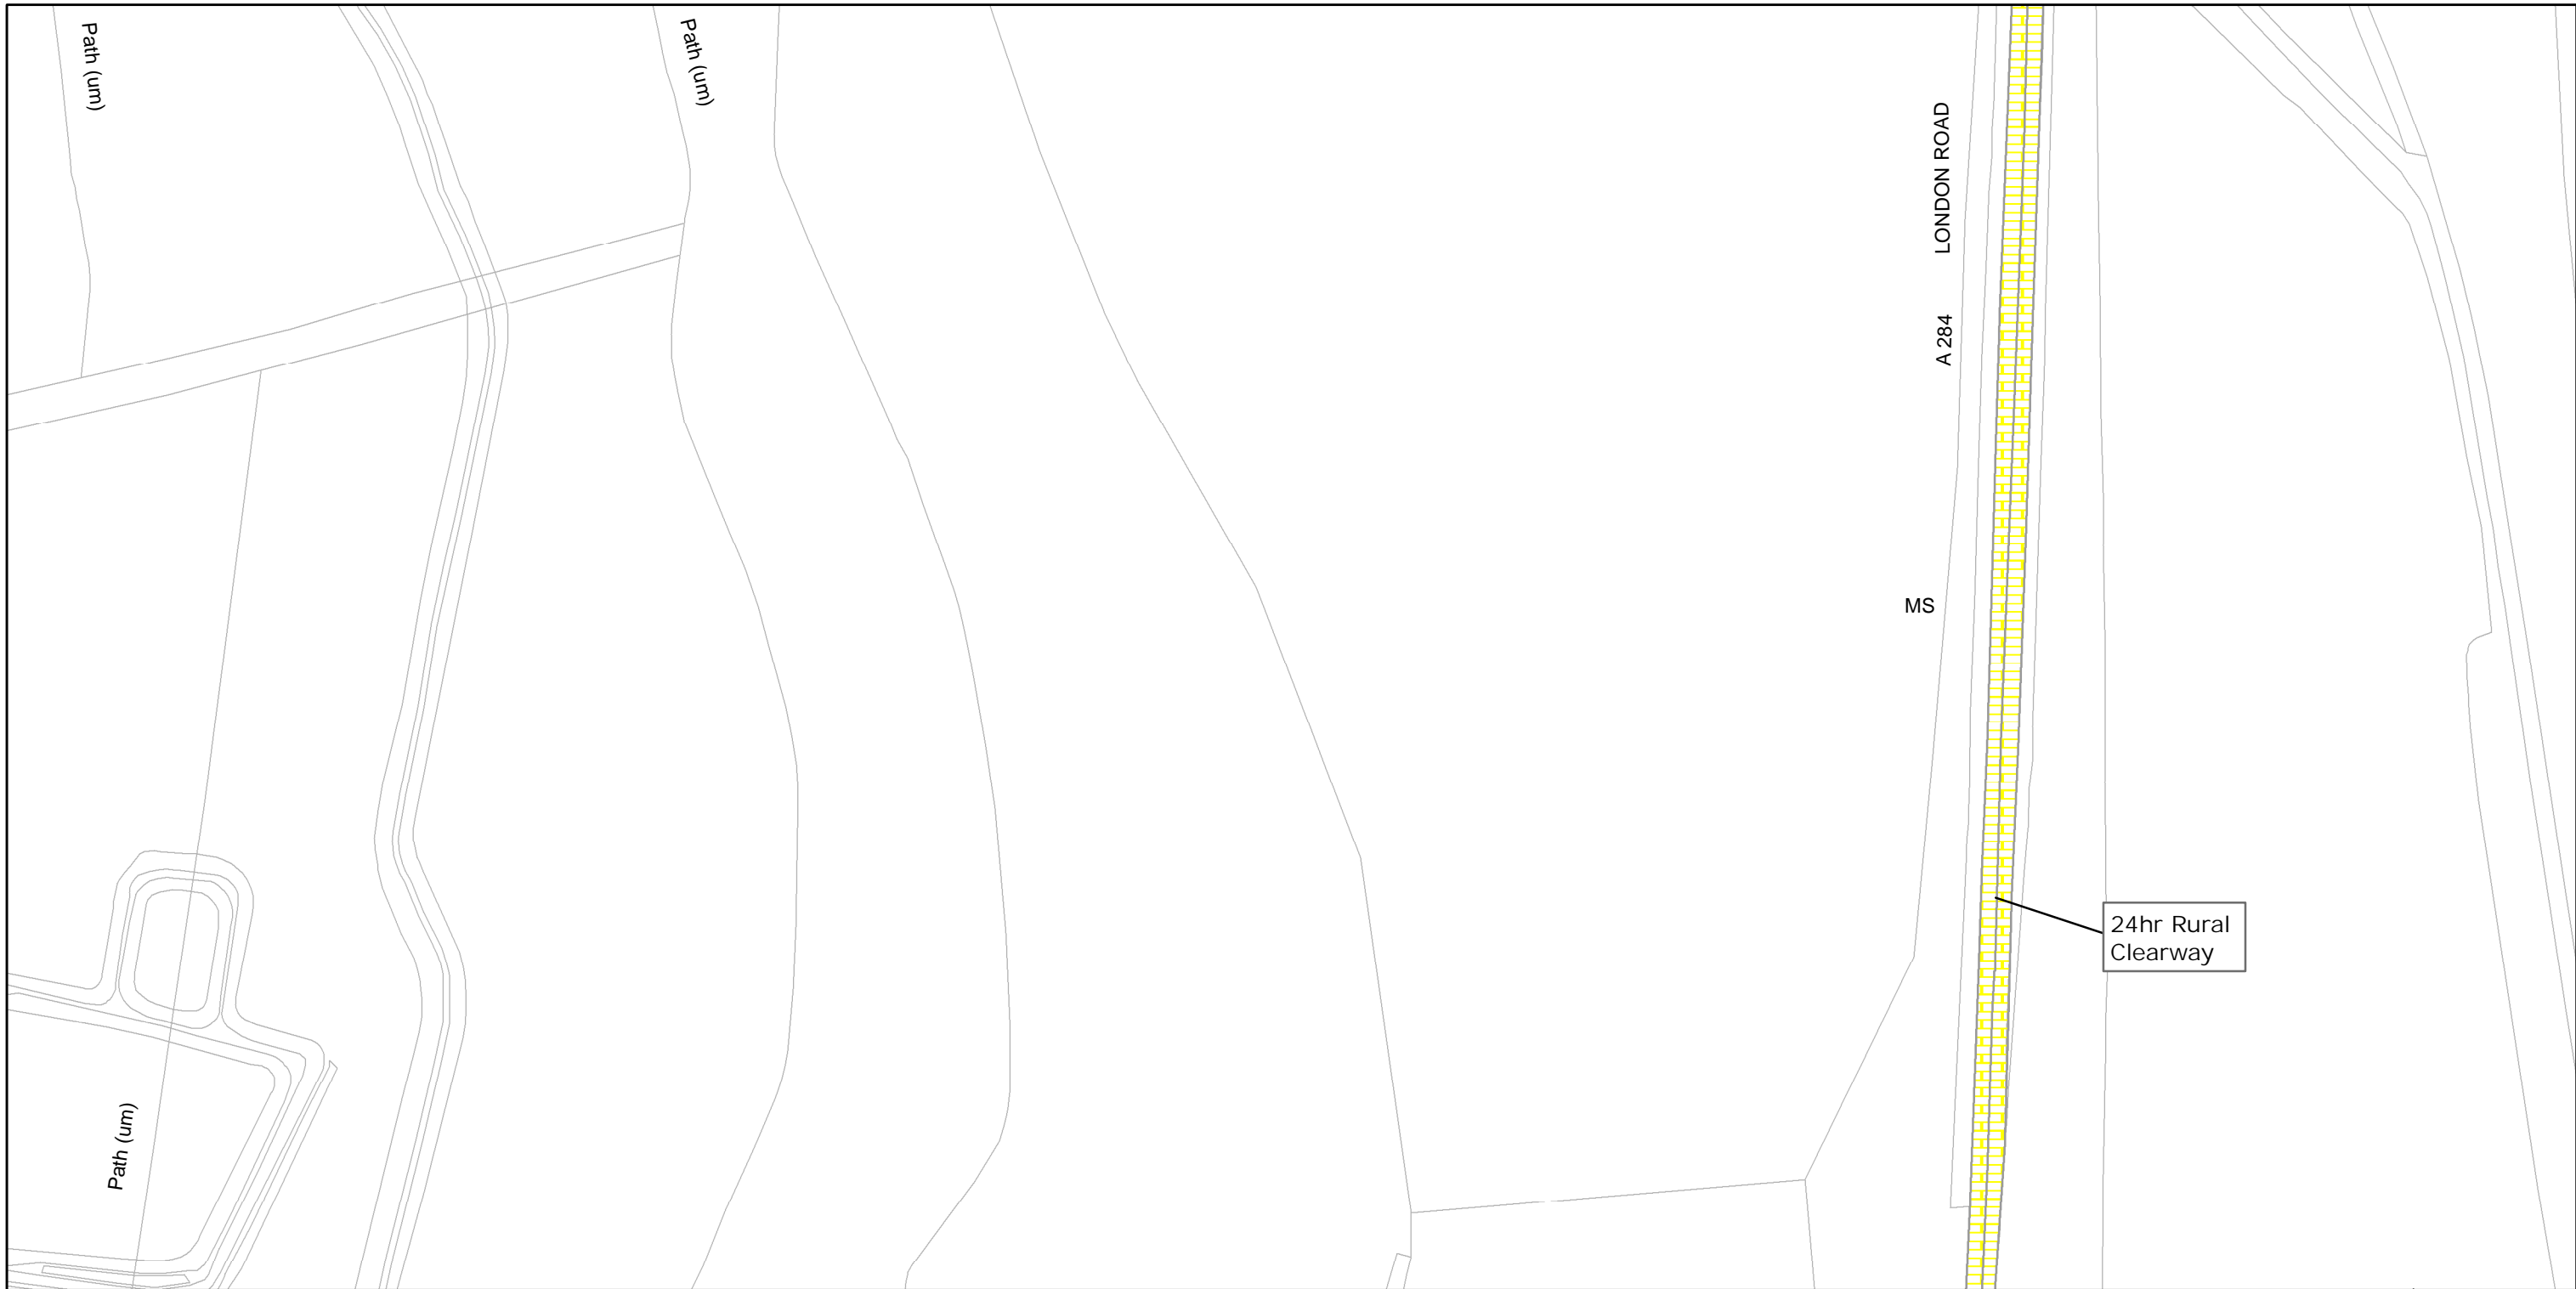 Path (um)
Path (um)
LONDON ROAD
A 284
MS
24hr Rural
Clearway
Path (um)